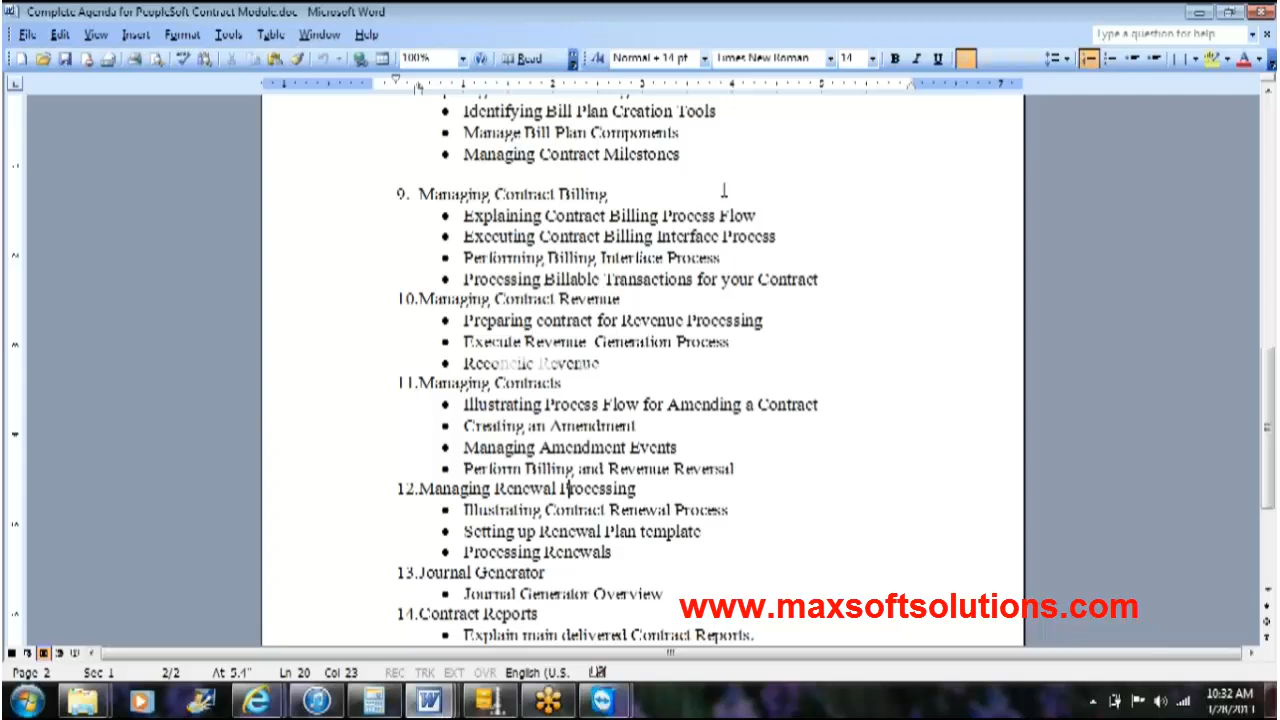 Complete Agenda for PeopleSoft Contract Module.doc - Microsoft Word
File Edit View Insert Format Tools Table Window Help
Type a question for help
100% Read Normal + 14 pt Times New Roman 14 B I U A
1 2 3 4 5 7
Identifying Bill Plan Creation Tools
• Manage Bill Plan Components
• Managing Contract Milestones
9. Managing Contract Billing
• Explaining Contract Billing Process Flow
• Executing Contract Billing Interface Process
• Performing Billing Interface Process
• Processing Billable Transactions for your Contract
10.Managing Contract Revenue
• Preparing contract for Revenue Processing
• Execute Revenue Generation Process
• Reconcile Revenue
11.Managing Contracts
• Illustrating Process Flow for Amending a Contract
• Creating an Amendment
• Managing Amendment Events
• Perform Billing and Revenue Reversal
12.Managing Renewal Processing
• Illustrating Contract Renewal Process
• Setting up Renewal Plan template
• Processing Renewals
13.Journal Generator
• Journal Generator Overview
www.maxsoftsolutions.com
14.Contract Reports
• Explain main delivered Contract Reports.
Page 2 Sec 1 2/2 At 5.4" Ln 20 Col 23 REC TRK EXT OVR English (U.S.
10:32 AM